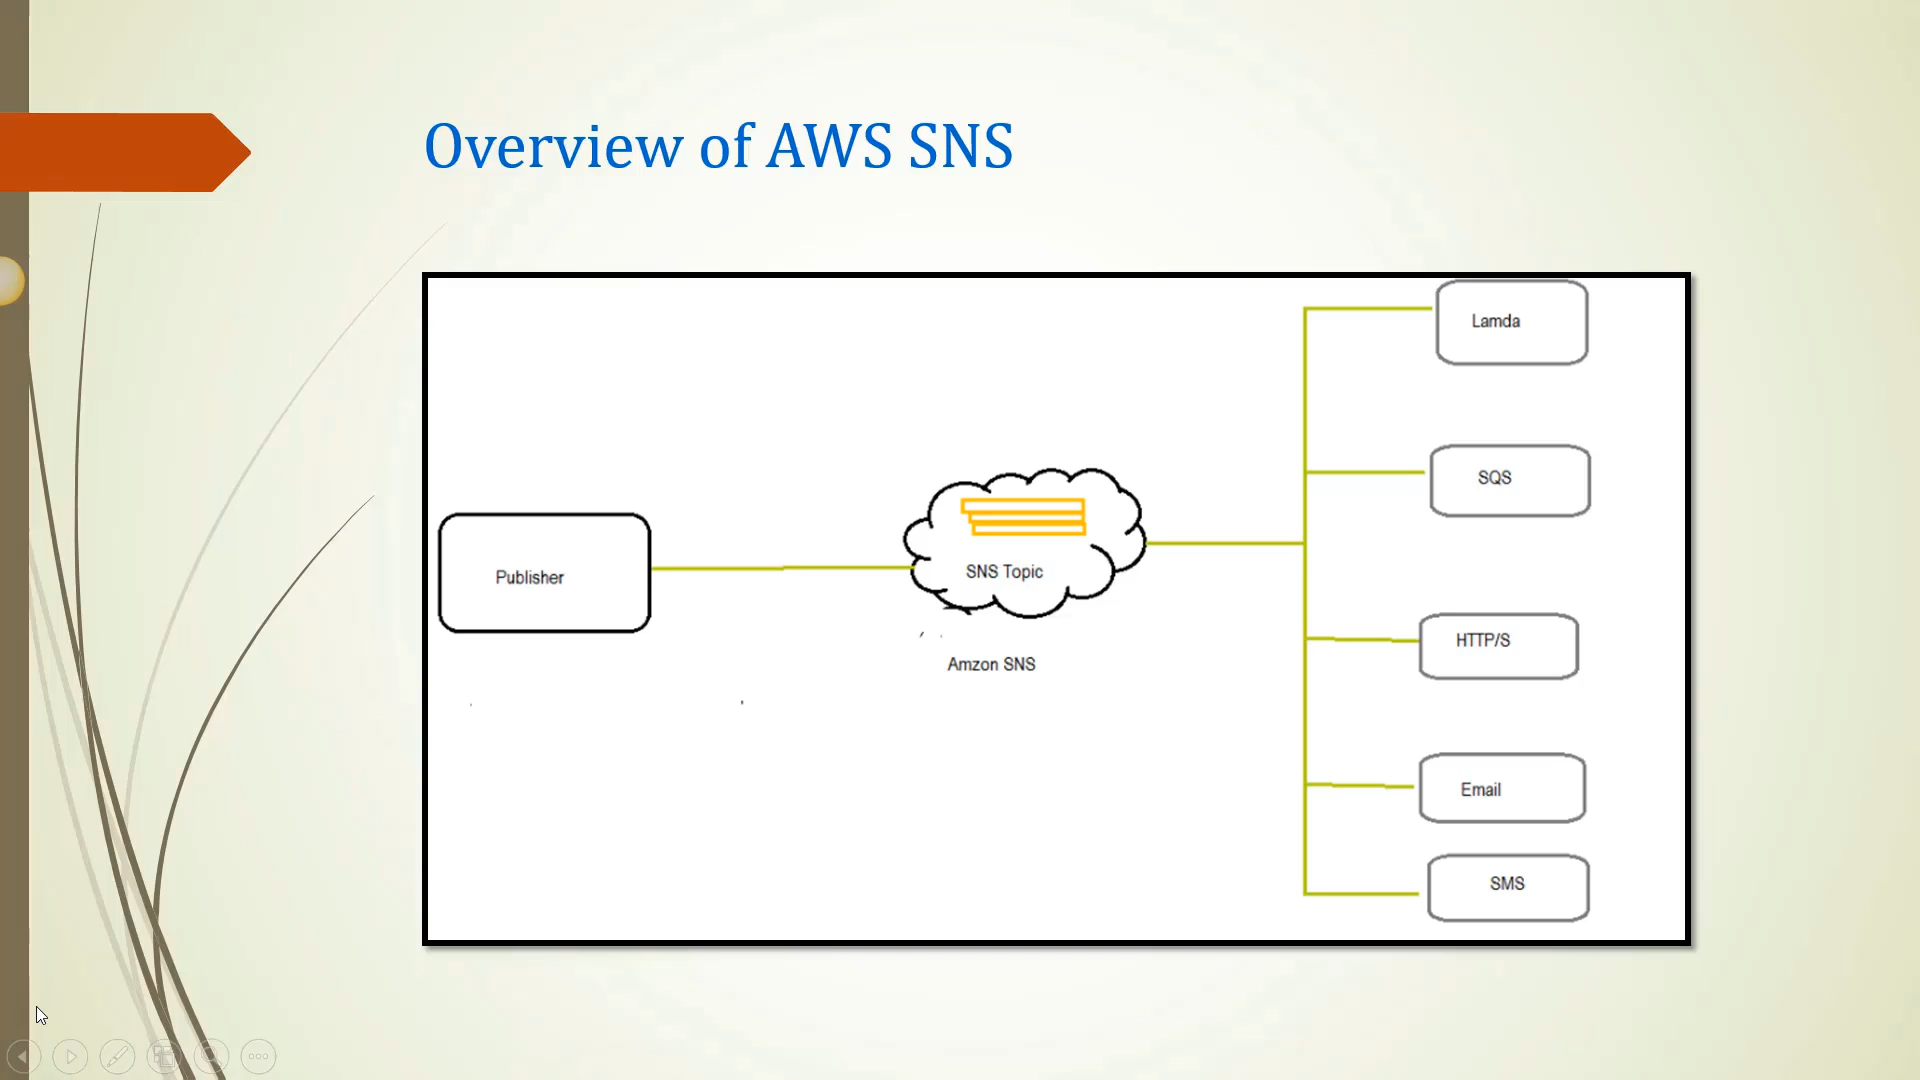 Overview of AWS SNS
Lamda
SQS
Publisher
SNS Topic
HTTP/S
Amzon SNS
Email
SMS